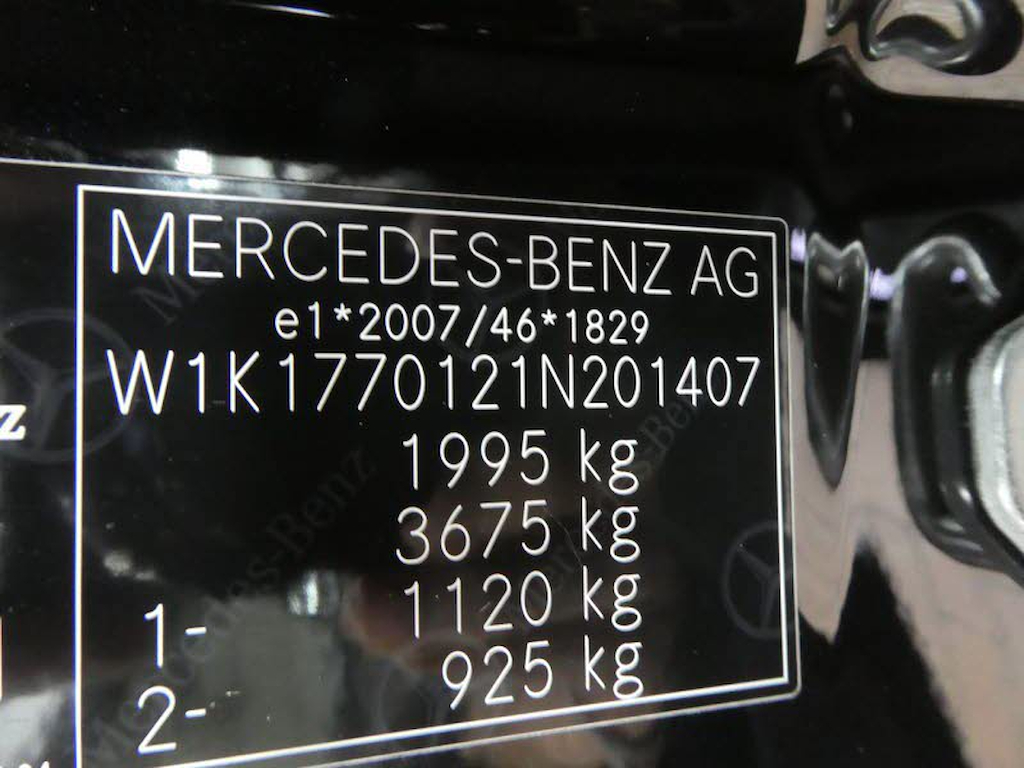 MERCEDES-BENZ AG
e1*2007/46*1829
W1K1770121N201407
1995 kg
3675 kg
1- 1120 kg
2- 925 kg